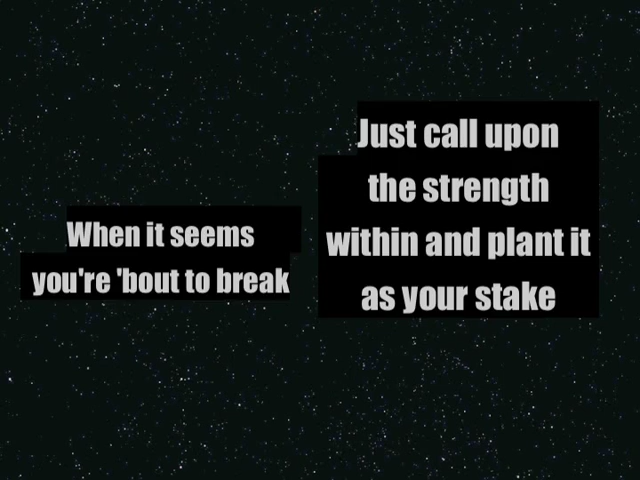 When it seems
you're 'bout to break
Just call upon
the strength
within and plant it
as your stake